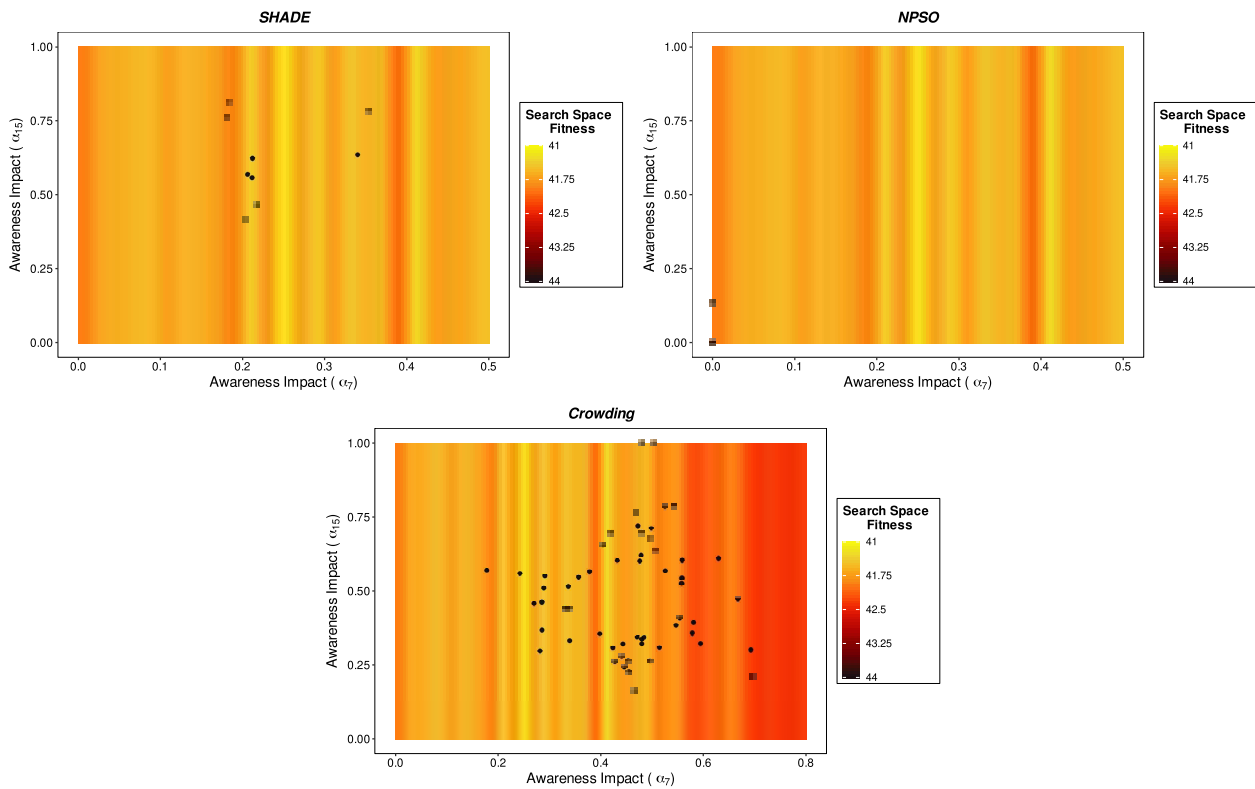 SHADE
1.00
0.75
0.50
0.25
0.00
Awareness Impact ( α15)
0.0 0.1 0.2 0.3 0.4 0.5
Awareness Impact ( α7)
Search Space
Fitness
41
41.75
42.5
43.25
44
NPSO
1.00
0.75
0.50
0.25
0.00
Awareness Impact ( α15)
0.0 0.1 0.2 0.3 0.4 0.5
Awareness Impact ( α7)
Search Space
Fitness
41
41.75
42.5
43.25
44
Crowding
1.00
0.75
0.50
0.25
0.00
Awareness Impact ( α15)
0.0 0.2 0.4 0.6 0.8
Awareness Impact ( α7)
Search Space
Fitness
41
41.75
42.5
43.25
44